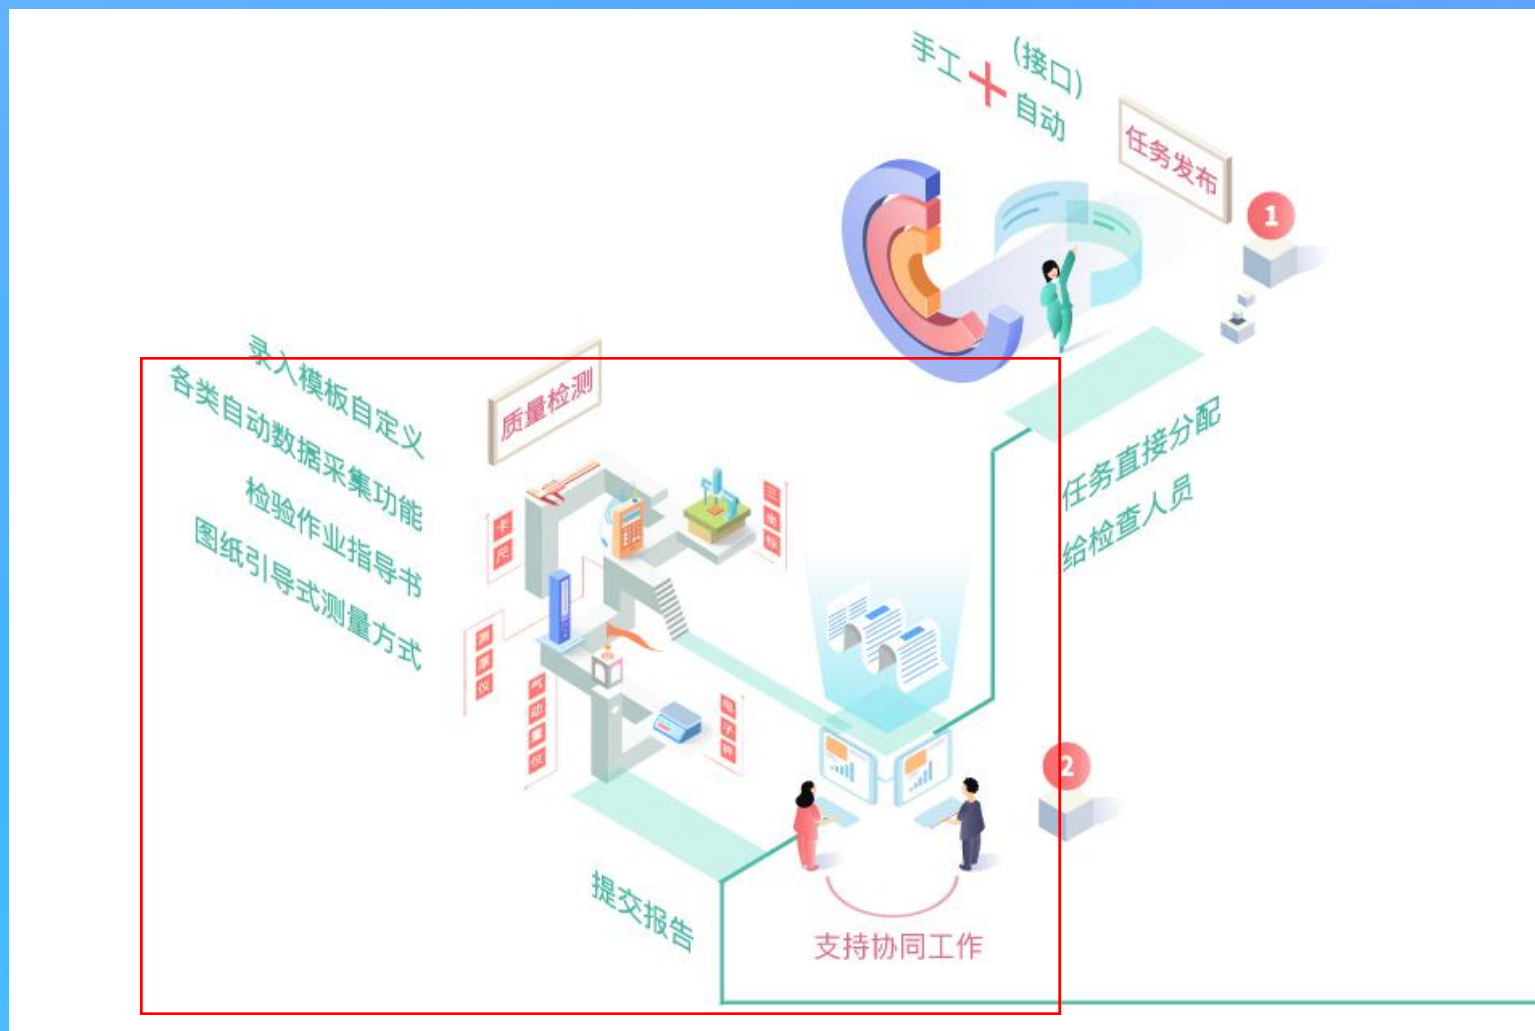 手工
(接口)
自动
任务发布
1
录入模板自定义
各类自动数据采集功能
检验作业指导书
图纸引导式测量方式
质量检测
卡尺
三坐标
测厚仪
气动量仪
电子秤
任务直接分配
给检查人员
2
提交报告
支持协同工作